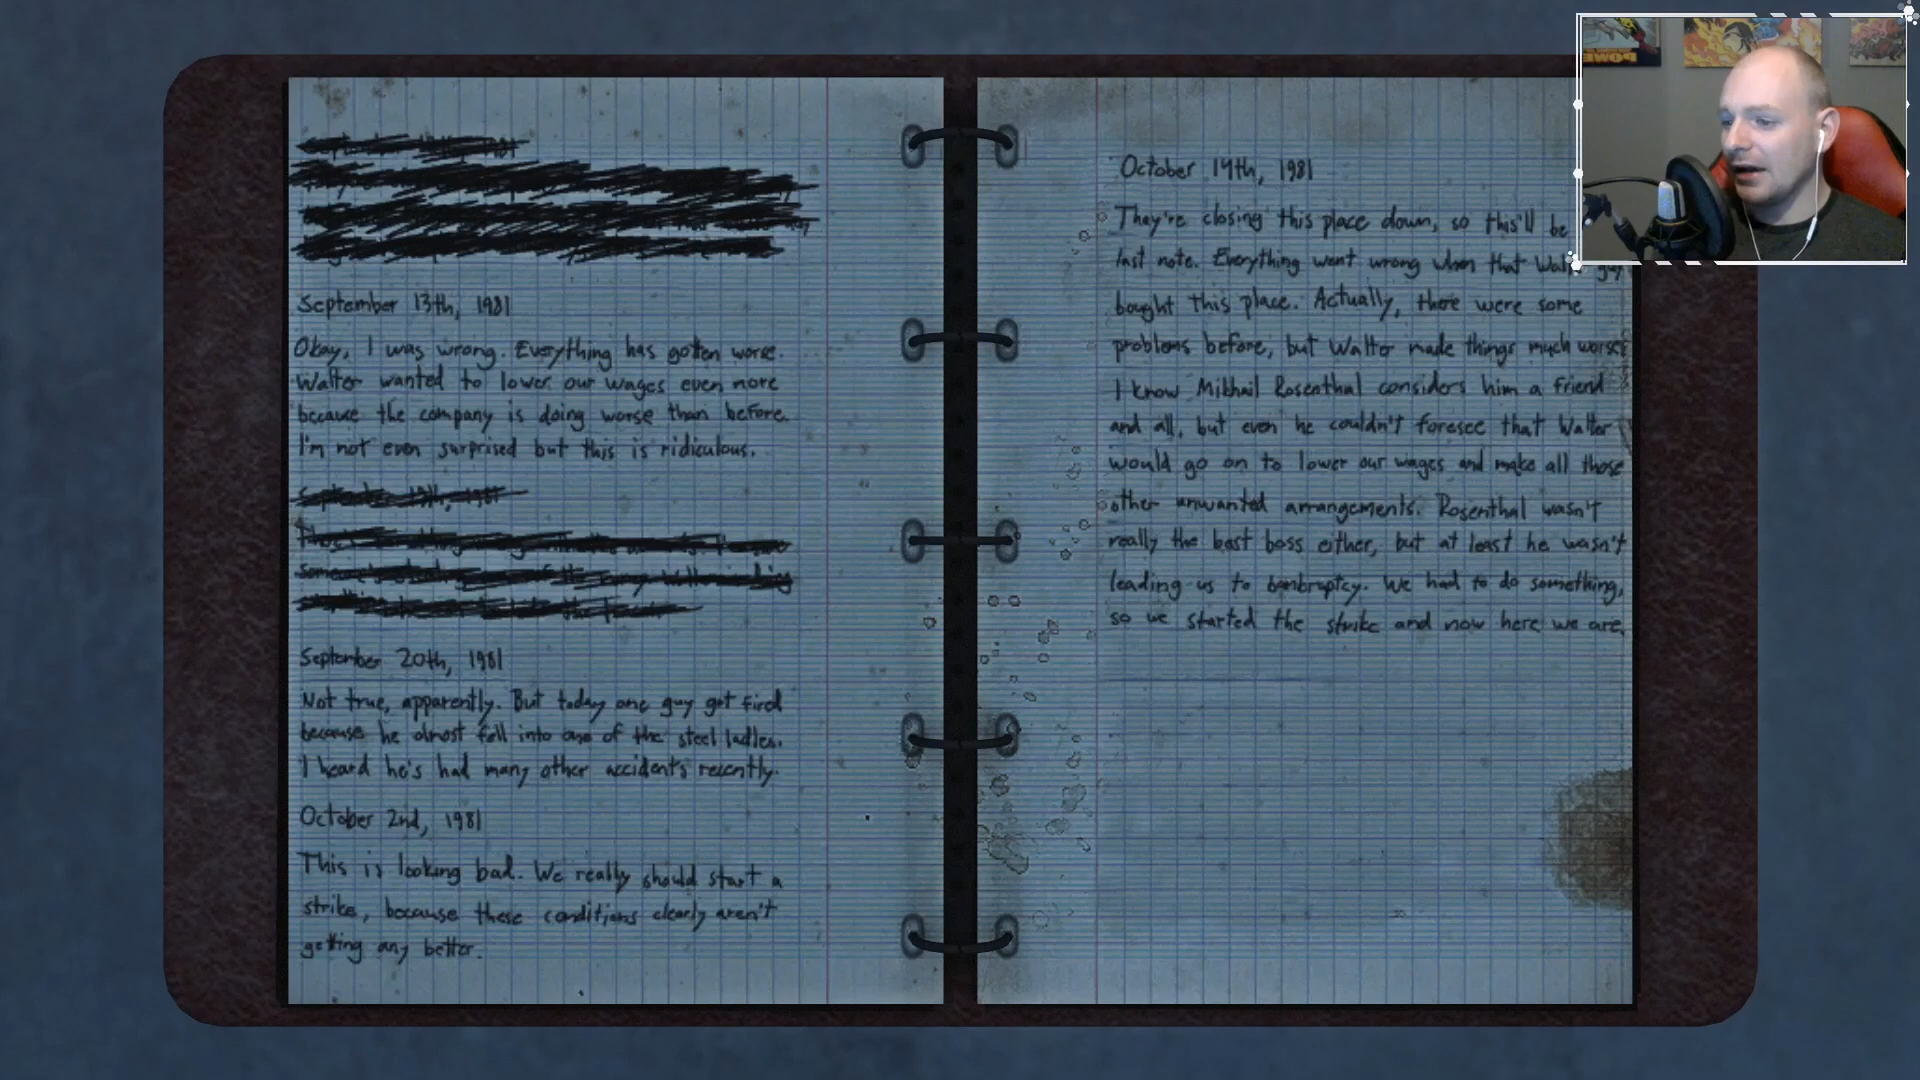 September 13th, 1981
Okay, I was wrong. Everything has gotten worse.
Walter wanted to lower our wages even more
because the company is doing worse than before.
I'm not even surprised but this is ridiculous.
September 20th, 1981
Not true, apparently. But today one guy got fired
because he almost fell into one of the steel ladles.
I heard he's had many other accidents recently.
October 2nd, 1981
This is looking bad. We really should start a
strike, because these conditions clearly aren't
getting any better.
October 14th, 1981
They're closing this place down, so this'll be
last note. Everything went wrong when that guy
bought this place. Actually, there were some
problems before, but Walter made things much worse.
I know Mikhail Rosenthal considers him a friend
and all, but even he couldn't foresee that Walter
would go on to lower our wages and make all those
other unwanted arrangements. Rosenthal wasn't
really the best boss either, but at least he wasn't
leading us to bankruptcy. We had to do something,
so we started the strike and now here we are.
POWER